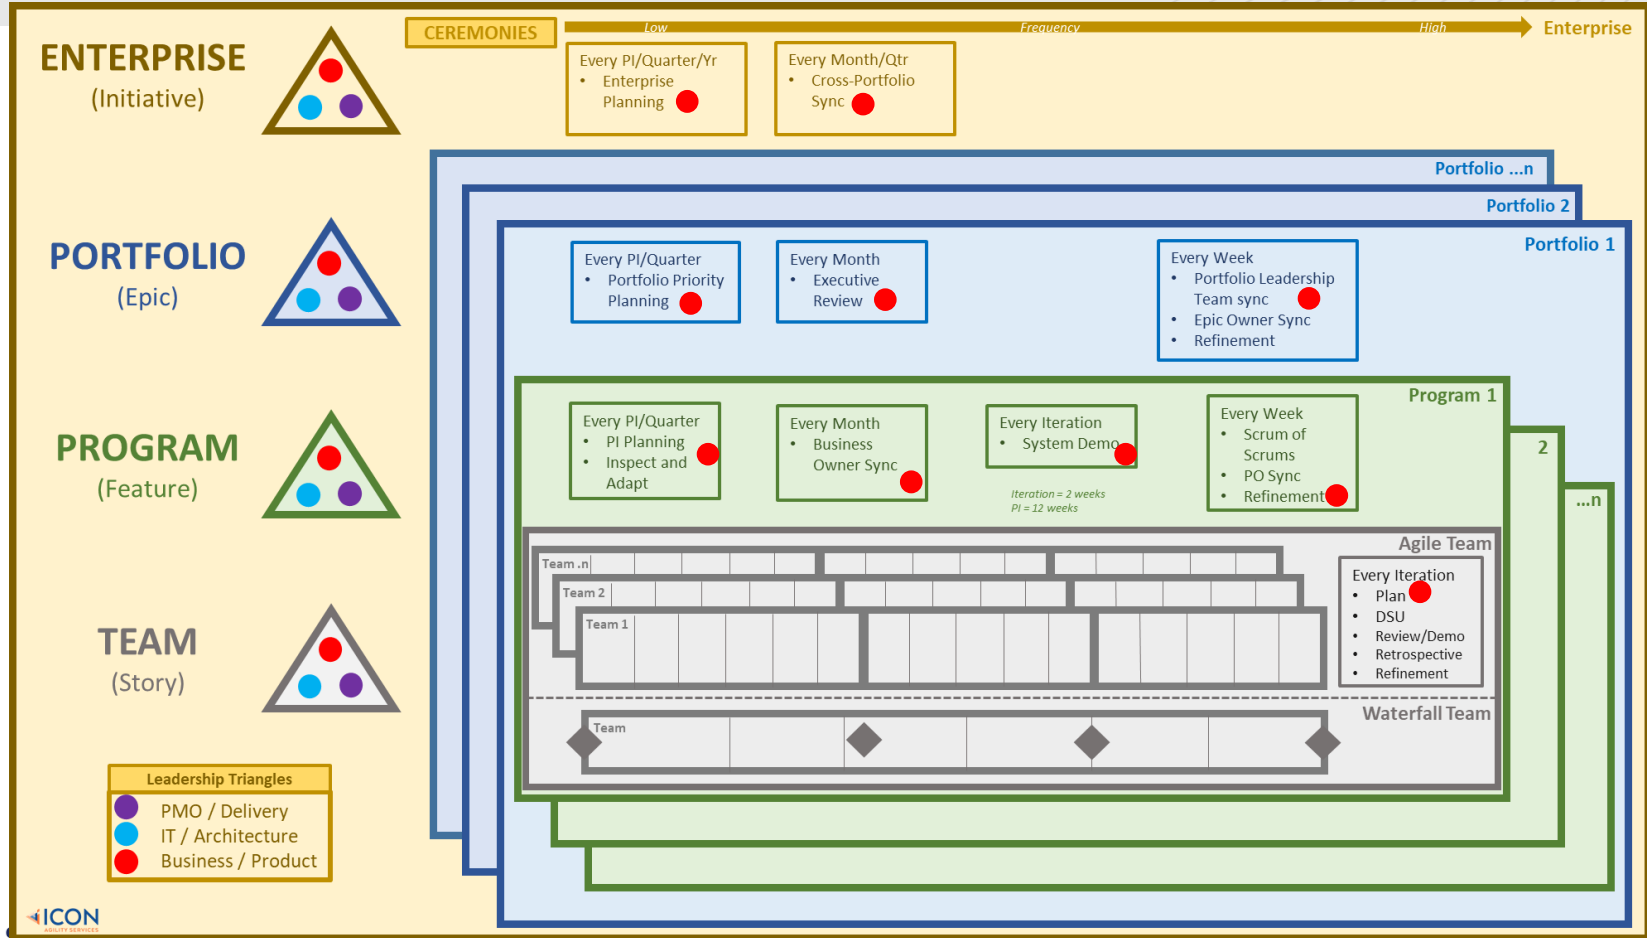 ENTERPRISE
(Initiative)
CEREMONIES
Low
Frequency
High
Enterprise
Every PI/Quarter/Yr
• Enterprise
Planning
Every Month/Qtr
• Cross-Portfolio
Sync
Portfolio ...n
Portfolio 2
Portfolio 1
PORTFOLIO
(Epic)
Every PI/Quarter
• Portfolio Priority
Planning
Every Month
• Executive
Review
Every Week
• Portfolio Leadership
Team sync
• Epic Owner Sync
• Refinement
PROGRAM
(Feature)
Program 1
2
...n
Every PI/Quarter
• PI Planning
• Inspect and
Adapt
Every Month
• Business
Owner Sync
Every Iteration
• System Demo
Iteration = 2 weeks
PI = 12 weeks
Every Week
• Scrum of
Scrums
• PO Sync
• Refinement
TEAM
(Story)
Agile Team
Team .n
Team 2
Team 1
Every Iteration
• Plan
• DSU
• Review/Demo
• Retrospective
• Refinement
Waterfall Team
Team
Leadership Triangles
PMO / Delivery
IT / Architecture
Business / Product
ICON
AGILITY SERVICES